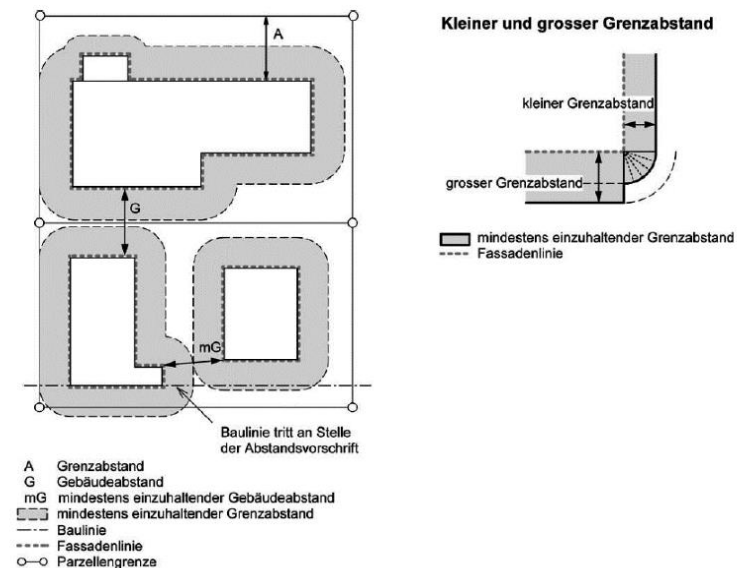 A
G
mG
Baulinie tritt an Stelle
der Abstandsvorschrift
A Grenzabstand
G Gebäudeabstand
mG mindestens einzuhaltender Gebäudeabstand
mindestens einzuhaltender Grenzabstand
Baulinie
Fassadenlinie
Parzellengrenze
Kleiner und grosser Grenzabstand
kleiner Grenzabstand
grosser Grenzabstand
mindestens einzuhaltender Grenzabstand
Fassadenlinie